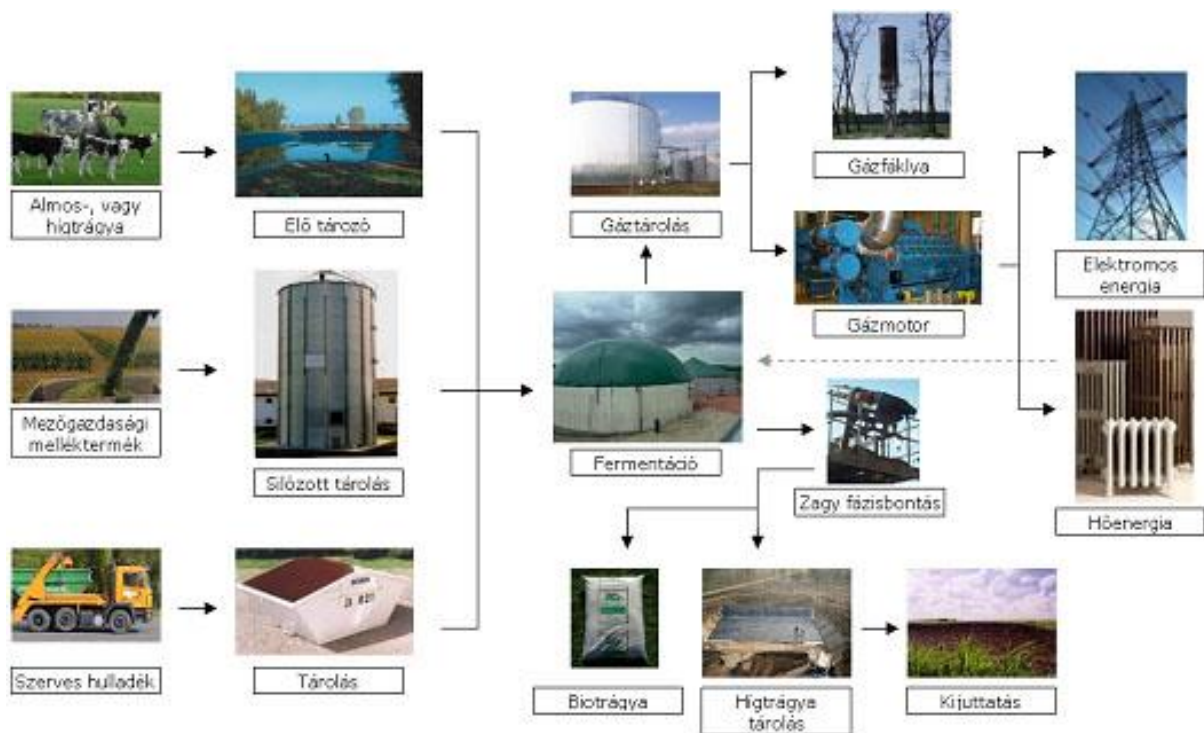 Almos-, vagy
hígtrágya
Elő tározó
Gáztárolás
Gázfáklya
Gázmotor
Elektromos
energia
Mezőgazdasági
melléktermék
Silózott tárolás
Fermentáció
Zagy fázisbontás
Hőenergia
Szerves hulladék
Tárolás
Biotrágya
Hígtrágya
tárolás
Kijuttatás